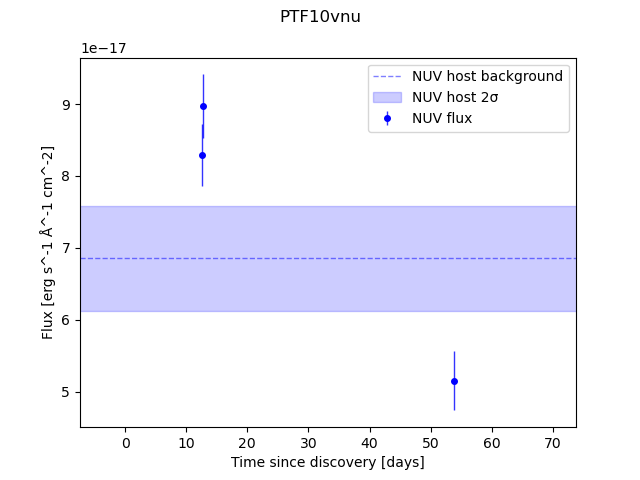 PTF10vnu
1e−17
NUV host background
NUV host 2σ
NUV flux
9
8
7
6
5
Flux [erg s^-1 Å^-1 cm^-2]
0 10 20 30 40 50 60 70
Time since discovery [days]